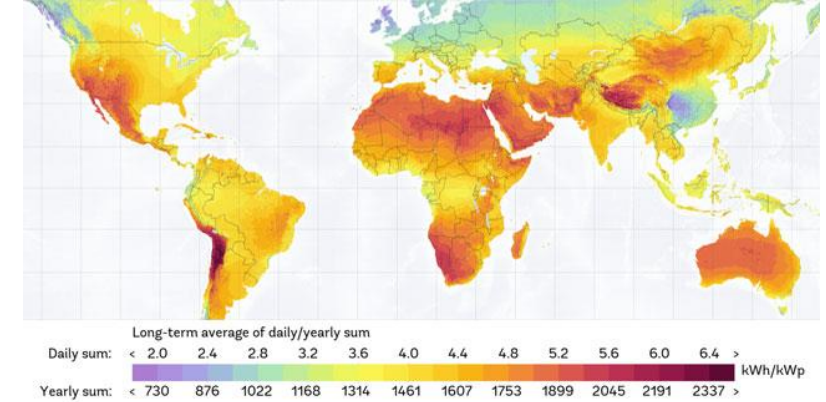 Long-term average of daily/yearly sum
Daily sum: < 2.0 2.4 2.8 3.2 3.6 4.0 4.4 4.8 5.2 5.6 6.0 6.4 >
kWh/kWp
Yearly sum: < 730 876 1022 1168 1314 1461 1607 1753 1899 2045 2191 2337 >